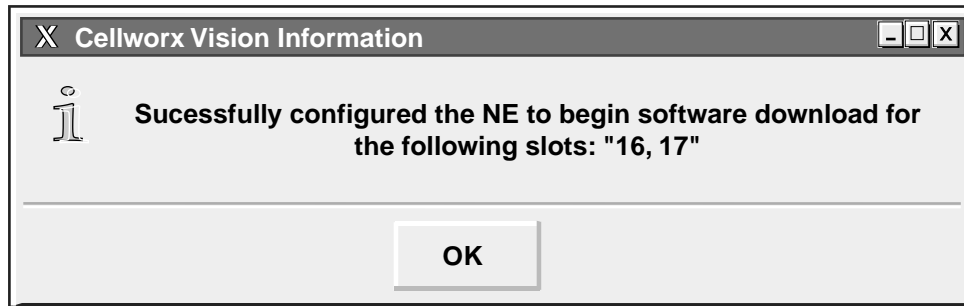 X Cellworx Vision Information
Sucessfully configured the NE to begin software download for
the following slots: "16, 17"
OK